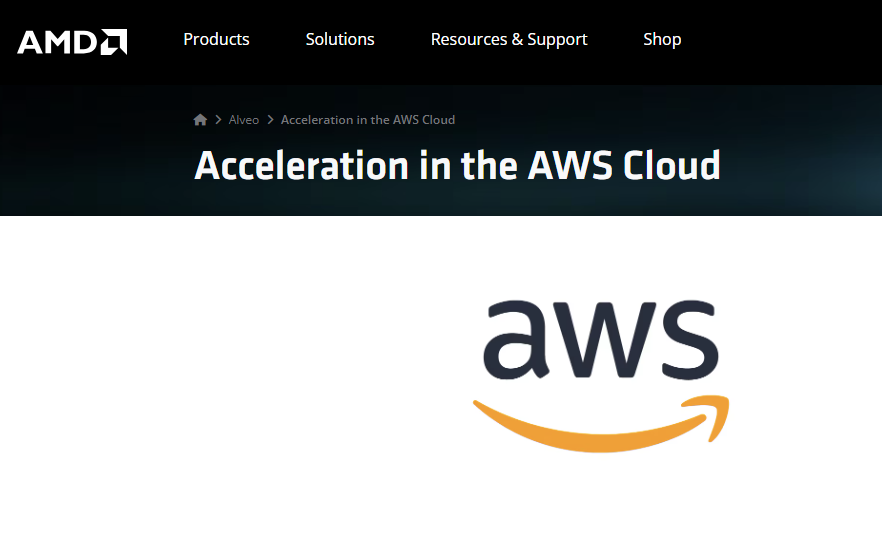 AMD Products Solutions Resources & Support Shop
Alveo Acceleration in the AWS Cloud
Acceleration in the AWS Cloud
aws